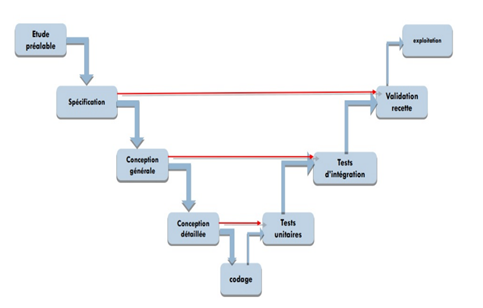 Etude
préalable
exploitation
Spécification
Validation
recette
Conception
générale
Tests
d'intégration
Conception
détaillée
Tests
unitaires
codage